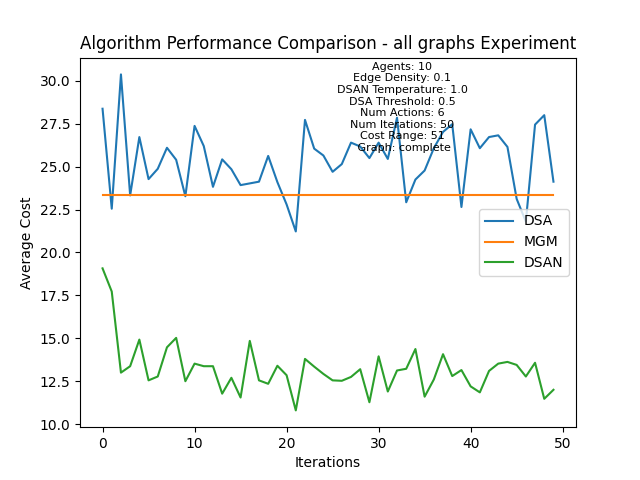 Algorithm Performance Comparison - all graphs Experiment
Agents: 10
Edge Density: 0.1
DSAN Temperature: 1.0
DSA Threshold: 0.5
Num Actions: 6
Num Iterations: 50
Cost Range: 51
Graph: complete
30.0
27.5
25.0
22.5
20.0
17.5
15.0
12.5
10.0
Average Cost
DSA
MGM
DSAN
0
10
20
30
40
50
Iterations